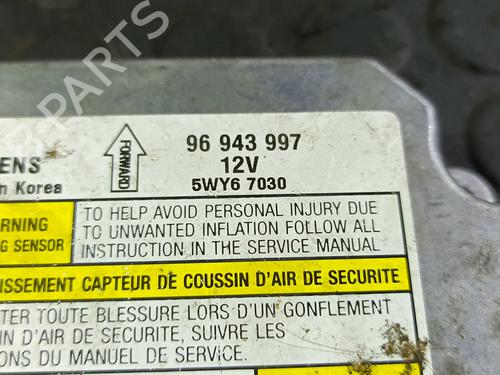 96 943 997
12V
5WY6 7030
FORWARD
ENS
n Korea
RNING
G SENSOR
TO HELP AVOID PERSONAL INJURY DUE
TO UNWANTED INFLATION FOLLOW ALL
INSTRUCTION IN THE SERVICE MANUAL
ISSEMENT CAPTEUR DE COUSSIN D'AIR DE SECURITE
TER TOUTE BLESSURE LORS D'UN GONFLEMENT
IN D'AIR DE SECURITE, SUIVRE LES
ONS DU MANUEL DE SERVICE.